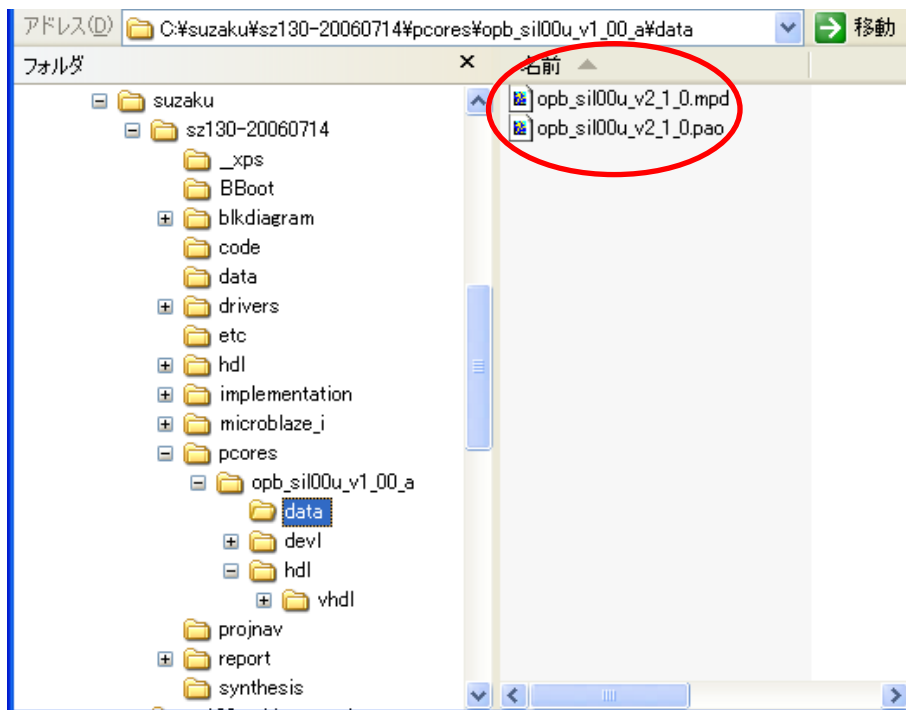 アドレス(D) C:¥suzaku¥sz130-20060714¥pcores¥opb_sil00u_v1_00_a¥data 移動
フォルダ × 名前
suzaku
sz130-20060714
_xps
BBoot
blkdiagram
code
data
drivers
etc
hdl
implementation
microblaze_i
pcores
opb_sil00u_v1_00_a
data
devl
hdl
vhdl
projnav
report
synthesis
opb_sil00u_v2_1_0.mpd
opb_sil00u_v2_1_0.pao